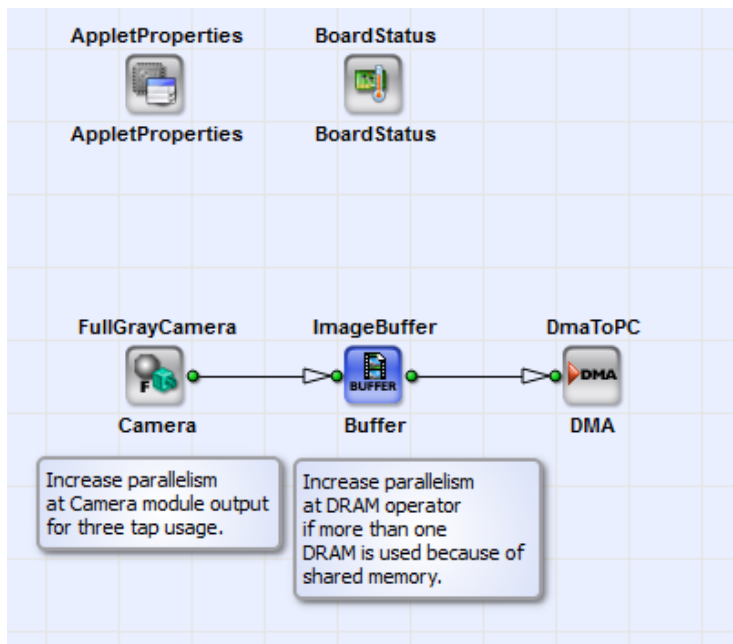 AppletProperties BoardStatus
AppletProperties BoardStatus
FullGrayCamera ImageBuffer DmaToPC
F BUFFER DMA
Camera Buffer DMA
Increase parallelism
at Camera module output
for three tap usage.
Increase parallelism
at DRAM operator
if more than one
DRAM is used because of
shared memory.